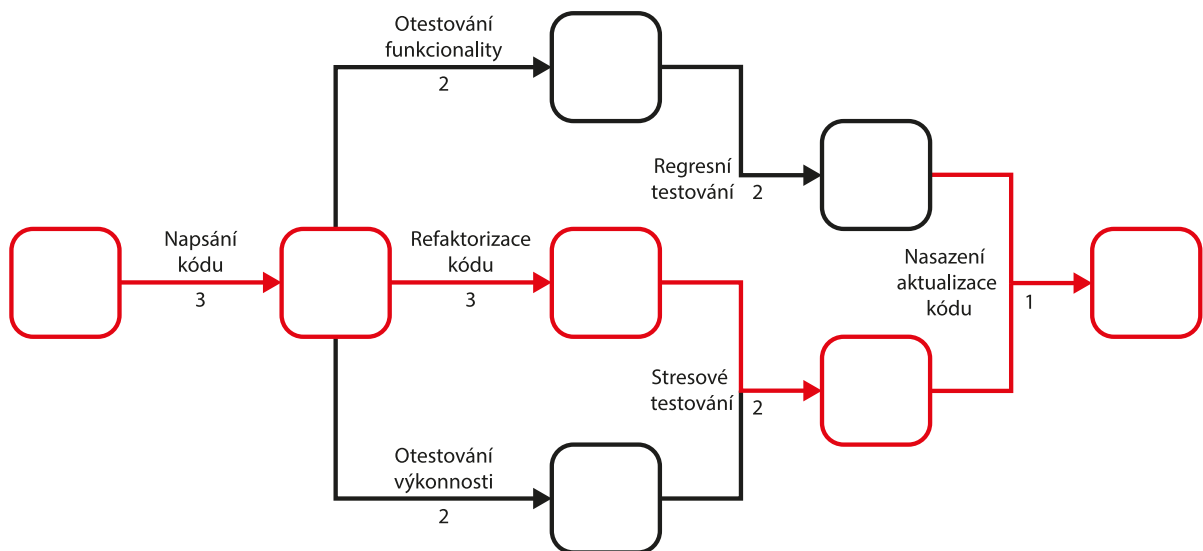 Otestování
funkcionality
2
Regresní
testování
2
Napsání
kódu
3
Refaktorizace
kódu
3
Nasazení
aktualizace
kódu
1
Stresové
testování
2
Otestování
výkonnosti
2